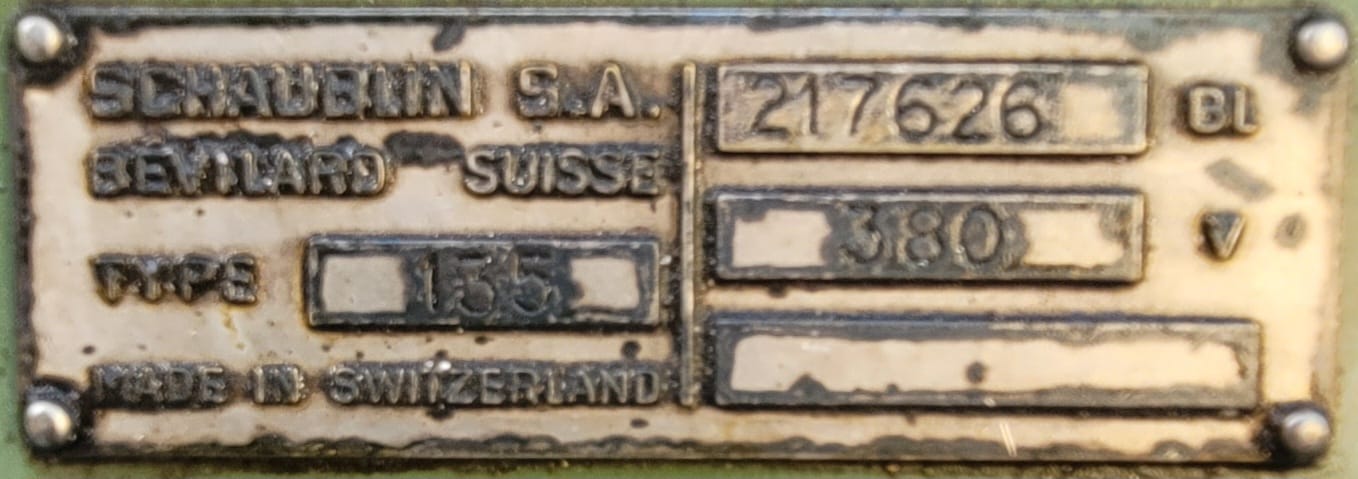 SCHAUBLIN S.A.
BEVILARD SUISSE
TYPE 135
MADE IN SWITZERLAND
217626 BL
380 V